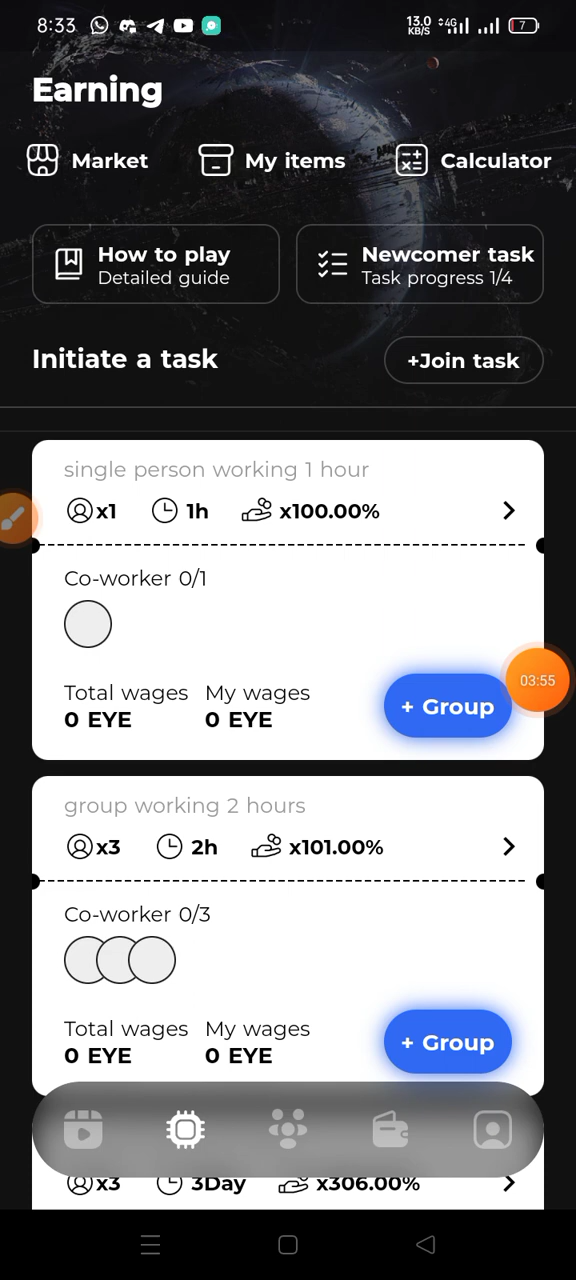 8:33
13.0
KB/S
4G
7
Earning
Market My items Calculator
How to play
Detailed guide
Newcomer task
Task progress 1/4
Initiate a task
+Join task
single person working 1 hour
x1 1h x100.00%
Co-worker 0/1
Total wages My wages
0 EYE 0 EYE
+ Group
03:55
group working 2 hours
x3 2h x101.00%
Co-worker 0/3
Total wages My wages
0 EYE 0 EYE
+ Group
x3 3Day x306.00%